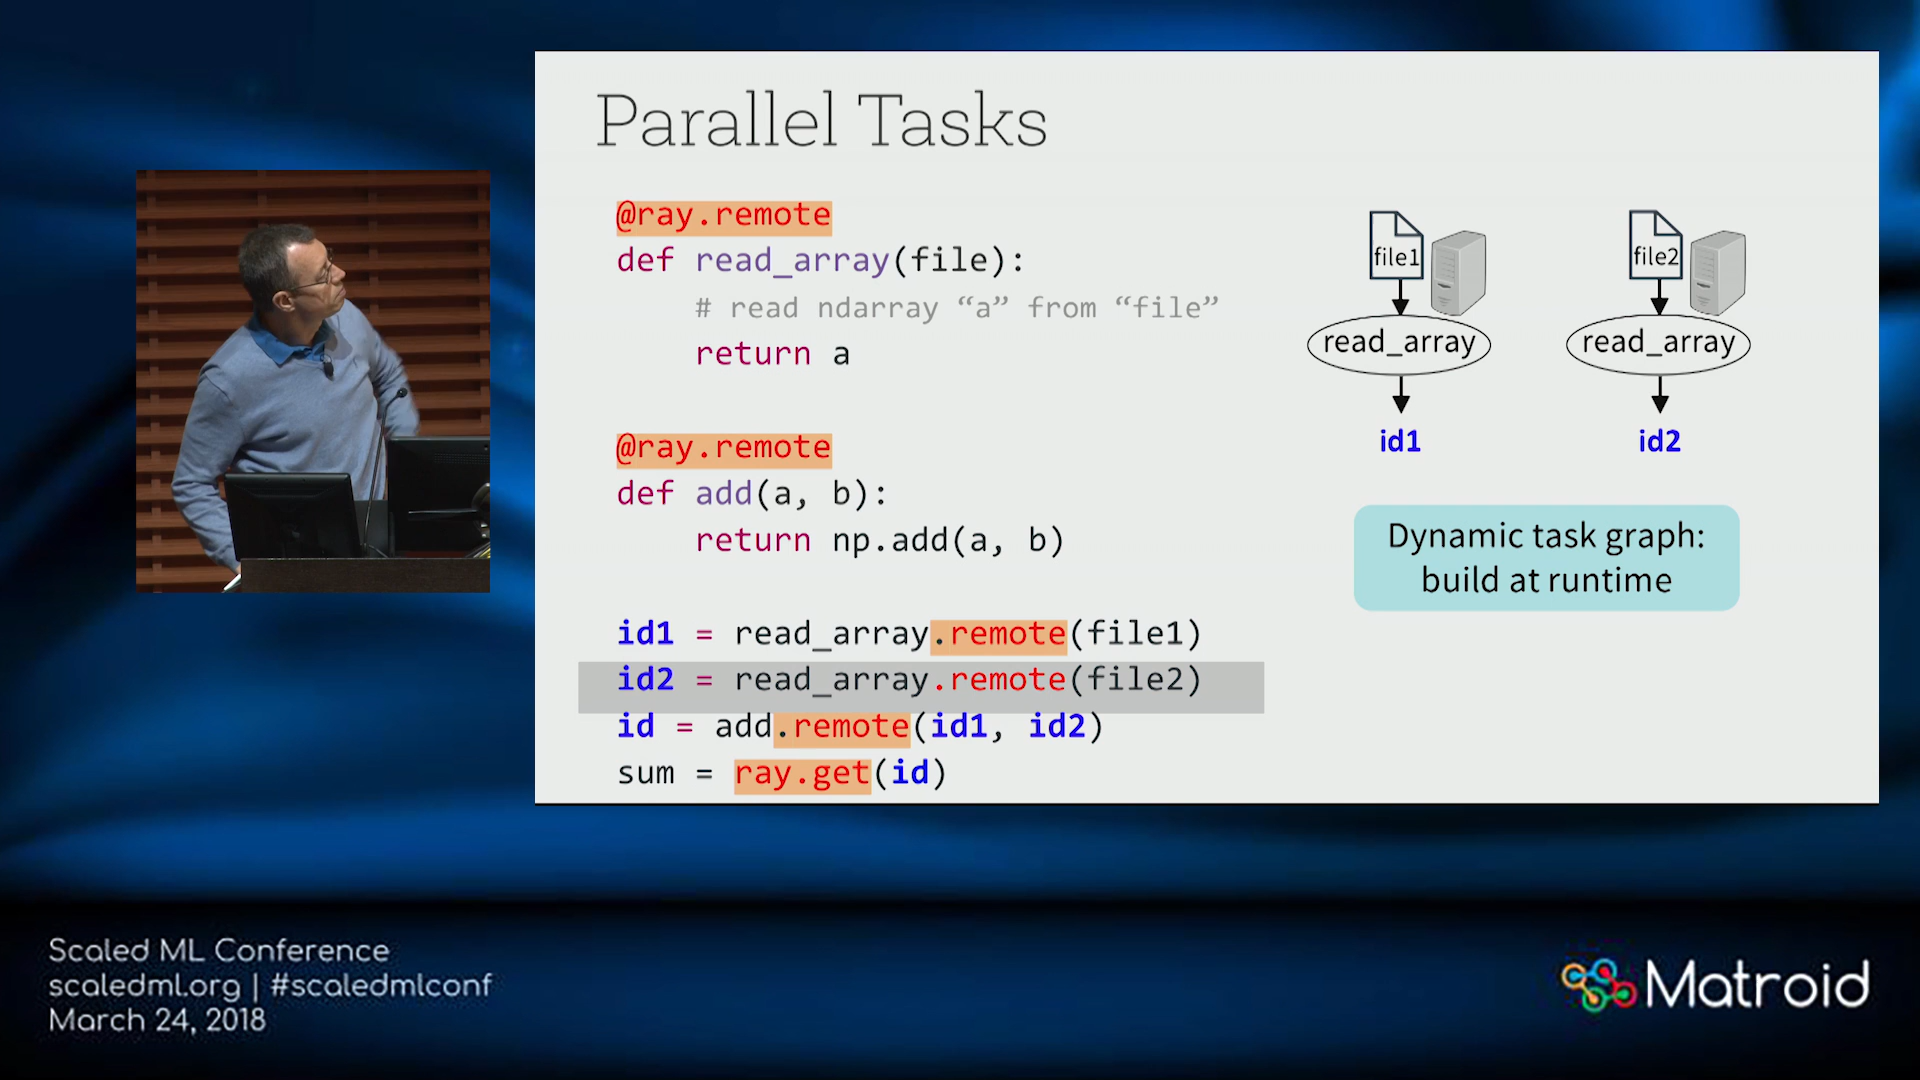 Parallel Tasks
@ray.remote
def read_array(file):
# read ndarray “a” from “file”
return a
@ray.remote
def add(a, b):
return np.add(a, b)
id1 = read_array.remote(file1)
id2 = read_array.remote(file2)
id = add.remote(id1, id2)
sum = ray.get(id)
file1
file2
read_array
read_array
id1
id2
Dynamic task graph:
build at runtime
Scaled ML Conference
scaledml.org | #scaledmlconf
March 24, 2018
Matroid